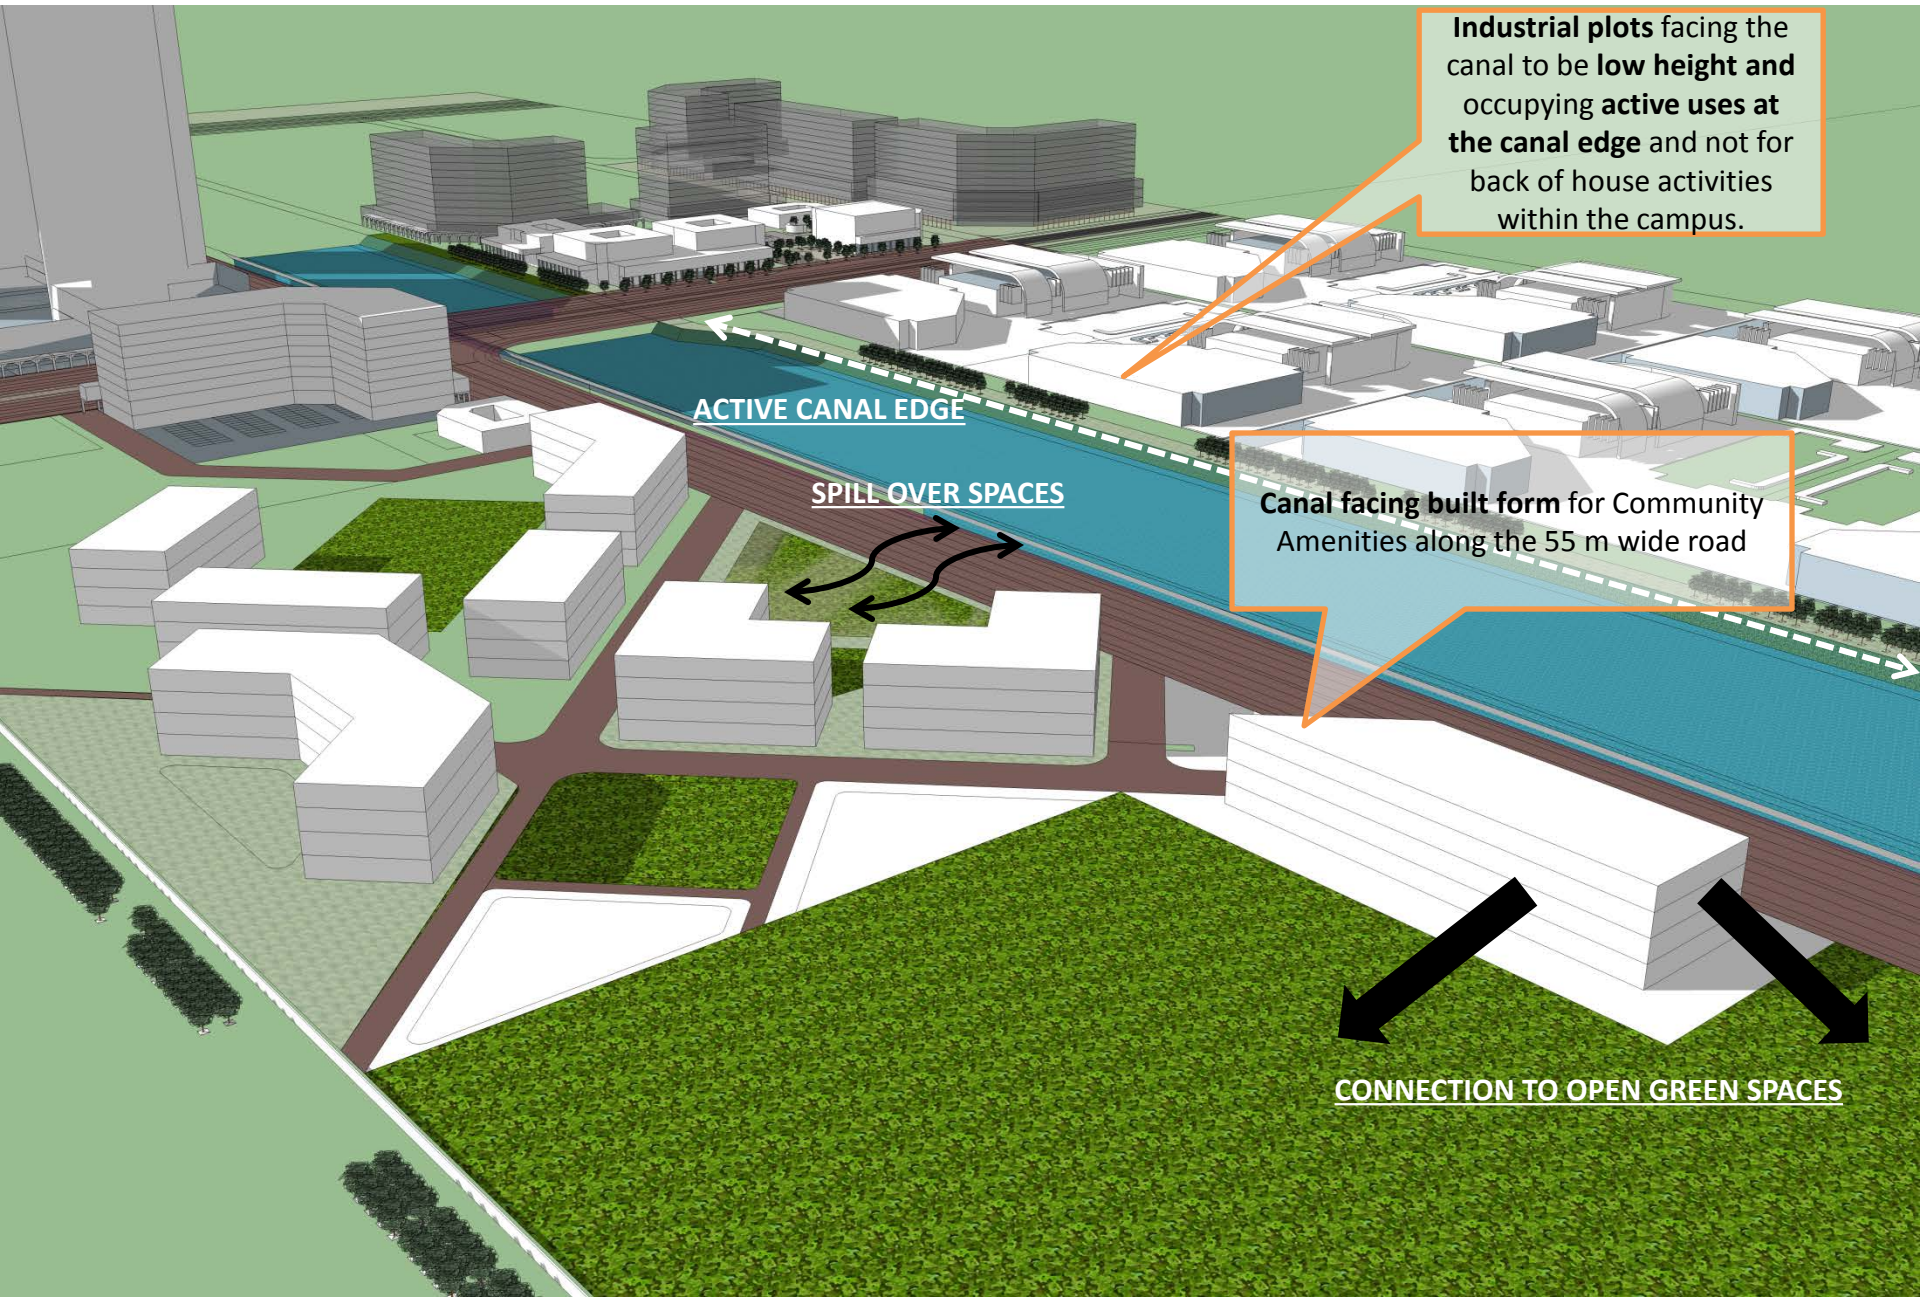 Industrial plots facing the
canal to be low height and
occupying active uses at
the canal edge and not for
back of house activities
within the campus.
ACTIVE CANAL EDGE
SPILL OVER SPACES
Canal facing built form for Community
Amenities along the 55 m wide road
CONNECTION TO OPEN GREEN SPACES